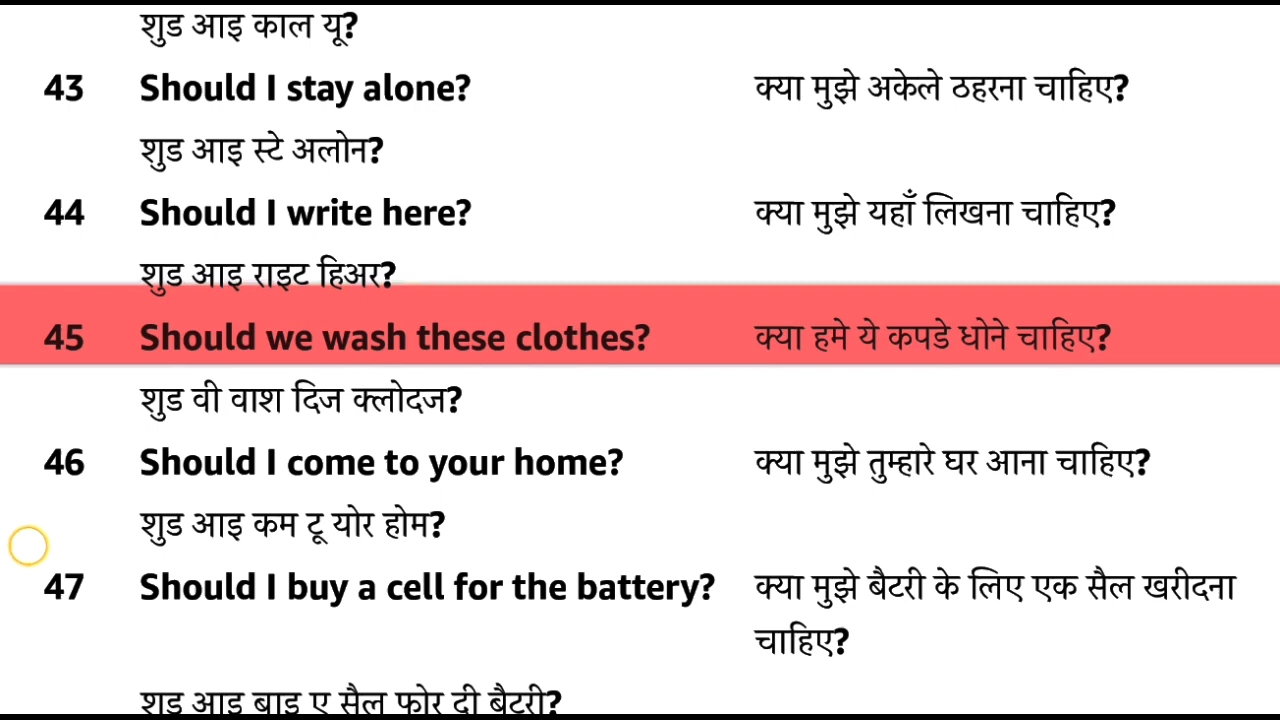 शुड आइ काल यू?
43 Should I stay alone? क्या मुझे अकेले ठहरना चाहिए?
शुड आइ स्टे अलोन?
44 Should I write here? क्या मुझे यहाँ लिखना चाहिए?
शुड आइ राइट हिअर?
45 Should we wash these clothes? क्या हमे ये कपडे धोने चाहिए?
शुड वी वाश दिज क्लोदज?
46 Should I come to your home? क्या मुझे तुम्हारे घर आना चाहिए?
शुड आइ कम टू योर होम?
47 Should I buy a cell for the battery? क्या मुझे बैटरी के लिए एक सैल खरीदना
चाहिए?
शुड आइ बाइ ए सैल फोर दी बैटरी?